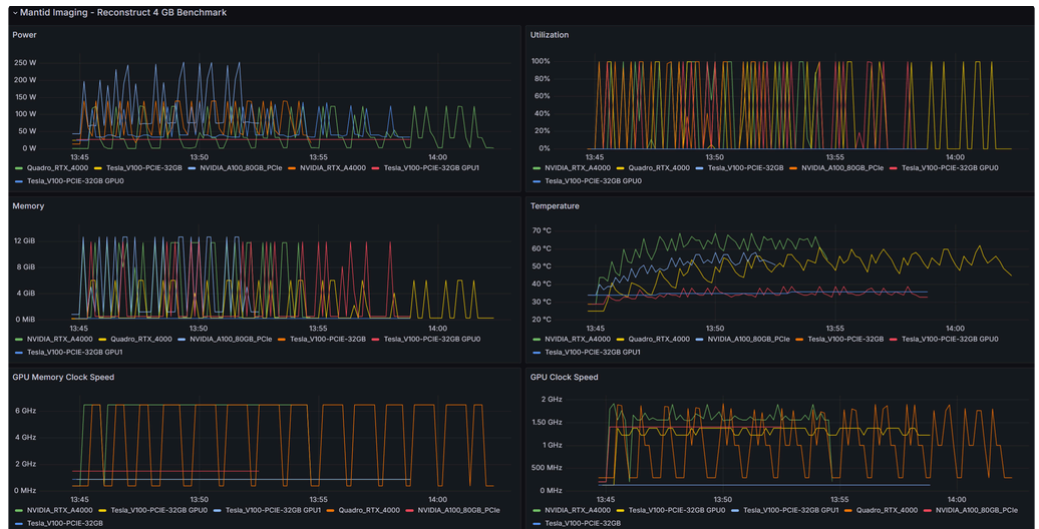 Mantid Imaging - Reconstruct 4 GB Benchmark
Power
250 W
200 W
150 W
100 W
50 W
0 W
13:45 13:50 13:55 14:00
Quadro_RTX_4000 Tesla_V100-PCIE-32GB NVIDIA_A100_80GB_PCIe NVIDIA_RTX_A4000 Tesla_V100-PCIE-32GB GPU1
Tesla_V100-PCIE-32GB GPU0
Utilization
100%
80%
60%
40%
20%
0%
13:45 13:50 13:55 14:00
NVIDIA_RTX_A4000 Quadro_RTX_4000 Tesla_V100-PCIE-32GB NVIDIA_A100_80GB_PCIe Tesla_V100-PCIE-32GB GPU1
Tesla_V100-PCIE-32GB GPU0
Memory
12 GiB
8 GiB
4 GiB
0 MiB
13:45 13:50 13:55 14:00
NVIDIA_RTX_A4000 Quadro_RTX_4000 NVIDIA_A100_80GB_PCIe Tesla_V100-PCIE-32GB Tesla_V100-PCIE-32GB GPU0
Tesla_V100-PCIE-32GB GPU1
Temperature
70 °C
60 °C
50 °C
40 °C
30 °C
20 °C
13:45 13:50 13:55 14:00
NVIDIA_RTX_A4000 Quadro_RTX_4000 NVIDIA_A100_80GB_PCIe Tesla_V100-PCIE-32GB Tesla_V100-PCIE-32GB GPU0
Tesla_V100-PCIE-32GB GPU1
GPU Memory Clock Speed
6 GHz
4 GHz
2 GHz
0 MHz
13:45 13:50 13:55 14:00
NVIDIA_RTX_A4000 Tesla_V100-PCIE-32GB GPU0 Tesla_V100-PCIE-32GB GPU1 Quadro_RTX_4000 NVIDIA_A100_80GB_PCIe
Tesla_V100-PCIE-32GB
GPU Clock Speed
2 GHz
1.50 GHz
1 GHz
500 MHz
0 MHz
13:45 13:50 13:55 14:00
NVIDIA_RTX_A4000 Tesla_V100-PCIE-32GB GPU0 Tesla_V100-PCIE-32GB GPU1 Quadro_RTX_4000 NVIDIA_A100_80GB_PCIe
Tesla_V100-PCIE-32GB